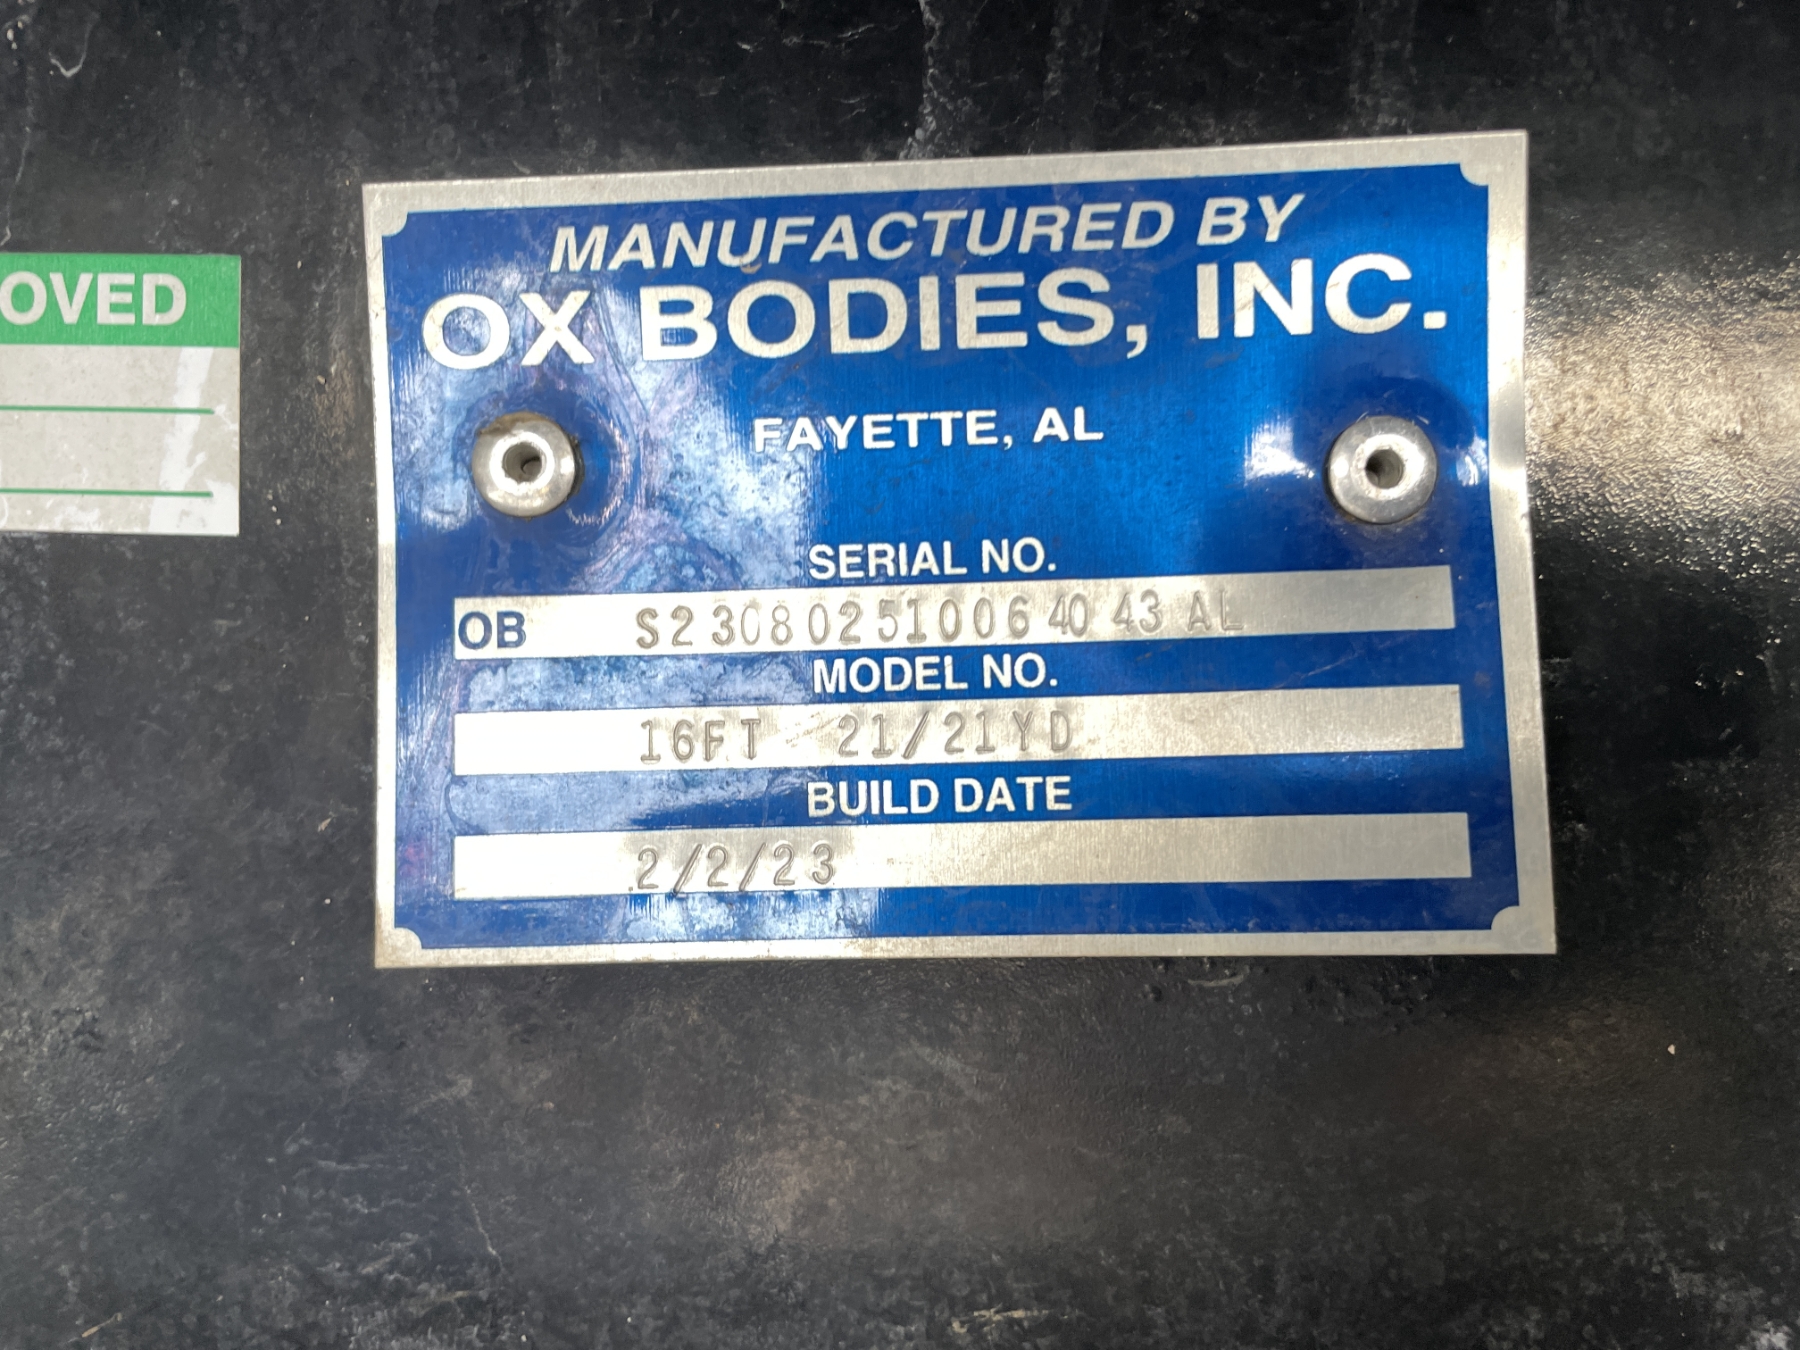 OVED
MANUFACTURED BY
OX BODIES, INC.
FAYETTE, AL
SERIAL NO.
OB S2308025100640 43 AL
MODEL NO.
16FT 21/21YD
BUILD DATE
2/2/23